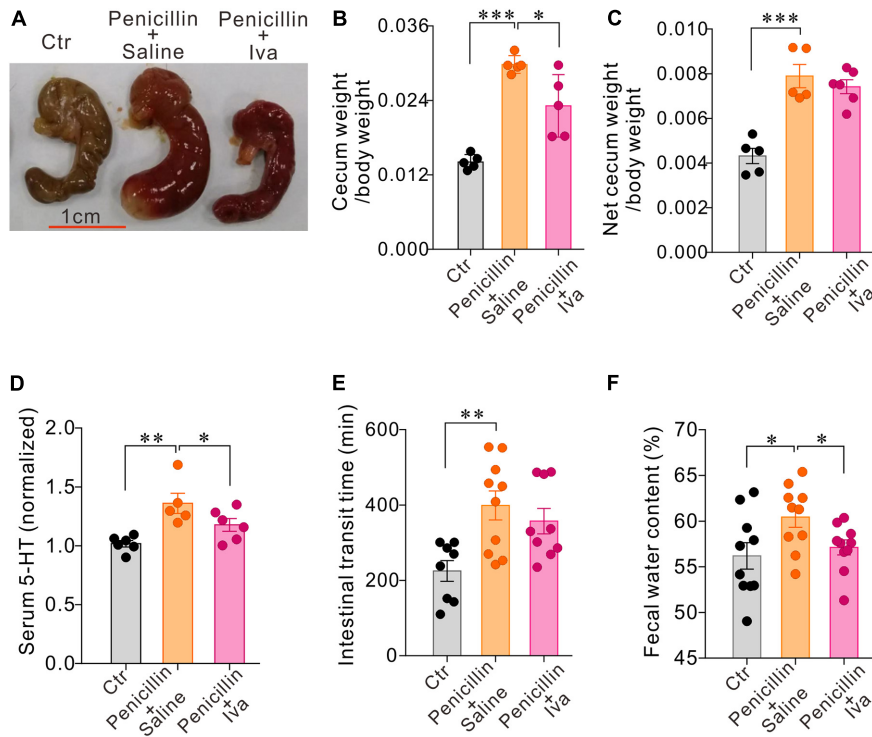 A
Ctr
Penicillin
+
Saline
Penicillin
+
Iva
1cm
B
Cecum weight
/body weight
0.036
0.024
0.012
0.000
***
*
Ctr
Penicillin
+
Saline
Penicillin
+
Iva
C
Net cecum weight
/body weight
0.010
0.008
0.006
0.004
0.002
0.000
***
Ctr
Penicillin
+
Saline
Penicillin
+
Iva
D
Serum 5-HT (normalized)
2.0
1.5
1.0
0.5
0.0
**
*
Ctr
Penicillin
+
Saline
Penicillin
+
Iva
E
Intestinal transit time (min)
600
400
200
0
**
Ctr
Penicillin
+
Saline
Penicillin
+
Iva
F
Fecal water content (%)
70
65
60
55
50
45
*
*
Ctr
Penicillin
+
Saline
Penicillin
+
Iva